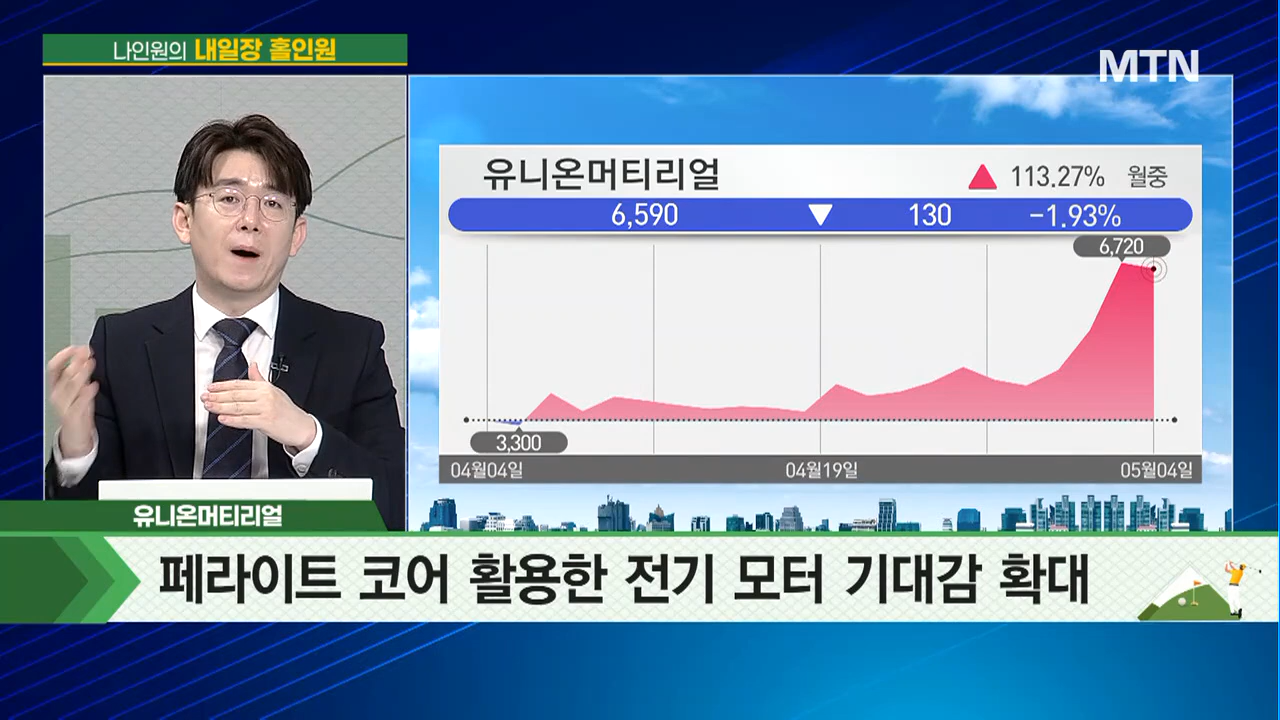 나인원의 내일장 홀인원
MTN
유니온머티리얼 ▲ 113.27% 월중
6,590 ▼ 130 -1.93%
6,720
3,300
04월04일 04월19일 05월04일
유니온머티리얼
페라이트 코어 활용한 전기 모터 기대감 확대